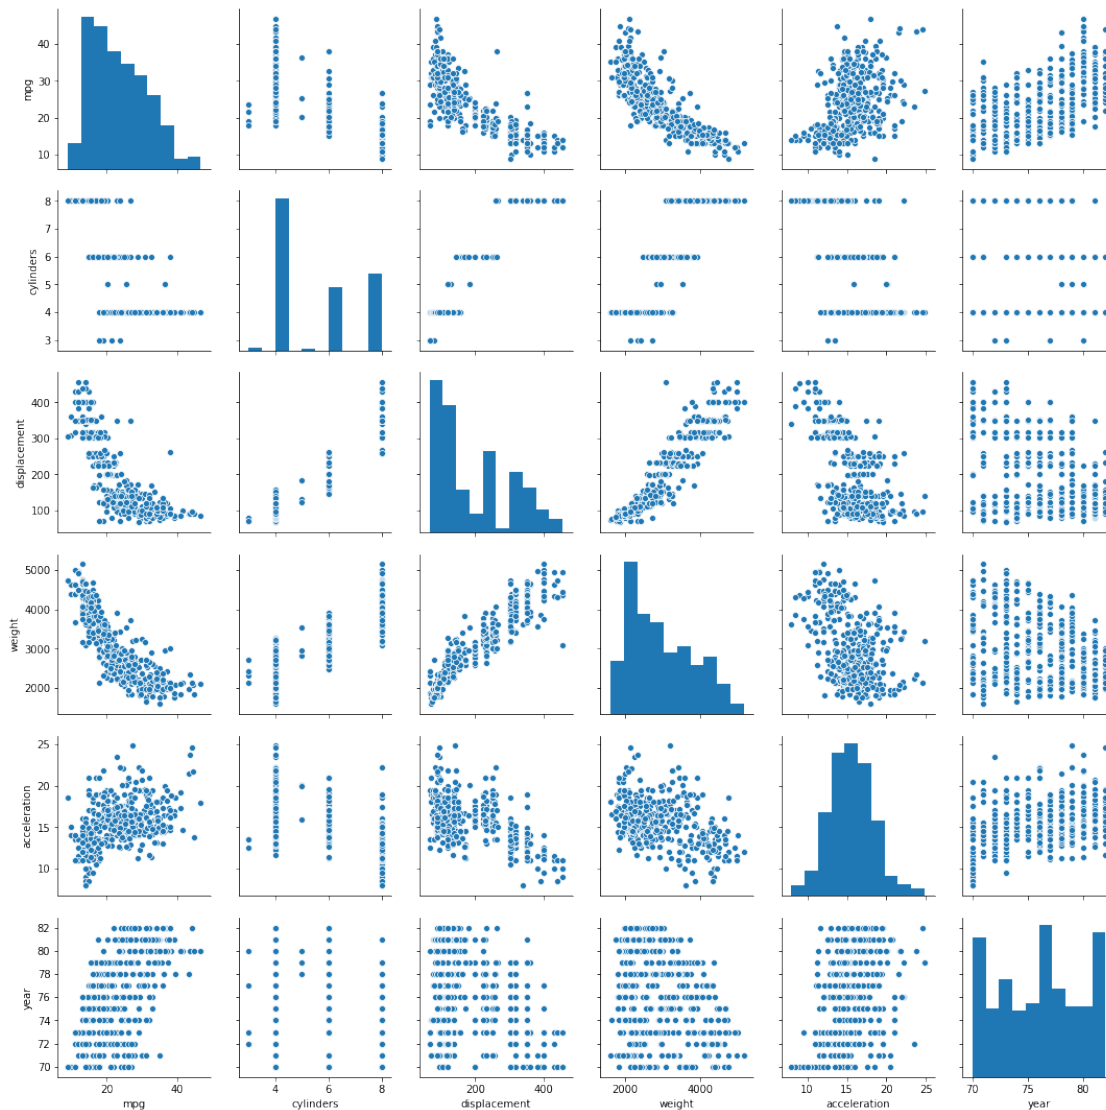 40
30
20
10
mpg
8
7
6
5
4
3
cylinders
400
300
200
100
displacement
5000
4000
3000
2000
weight
25
20
15
10
acceleration
82
80
78
76
74
72
70
year
20 40
mpg
4 6 8
cylinders
200 400
displacement
2000 4000
weight
10 15 20 25
acceleration
70 75 80
year